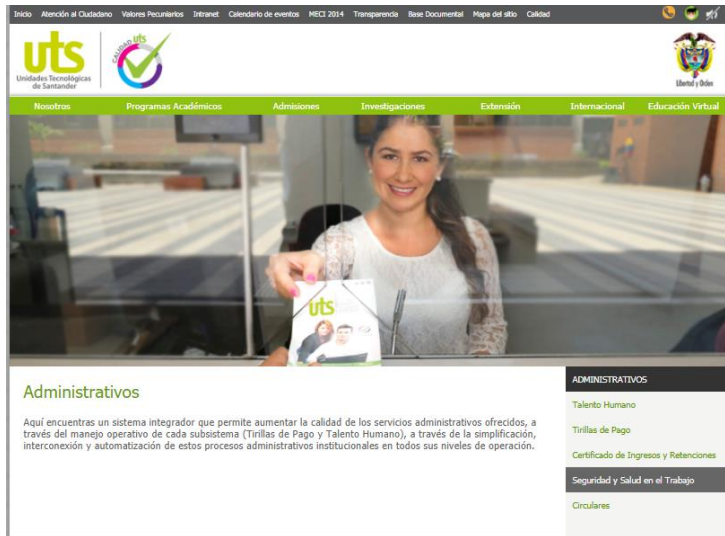 Inicio Atención al Ciudadano Valores Pecuniarios Intranet Calendario de eventos MECI 2014 Transparencia Base Documental Mapa del sitio Calidad
uts
Unidades Tecnológicas
de Santander
CALIDAD uts
Libertad y Orden
Nosotros Programas Académicos Admisiones Investigaciones Extensión Internacional Educación Virtual
uts
Administrativos
Aquí encuentras un sistema integrador que permite aumentar la calidad de los servicios administrativos ofrecidos, a
través del manejo operativo de cada subsistema (Tirillas de Pago y Talento Humano), a través de la simplificación,
interconexión y automatización de estos procesos administrativos institucionales en todos sus niveles de operación.
ADMINISTRATIVOS
Talento Humano
Tirillas de Pago
Certificado de Ingresos y Retenciones
Seguridad y Salud en el Trabajo
Circulares